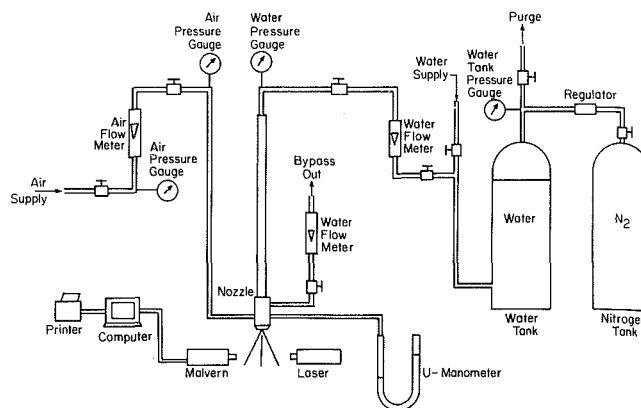 Air
Pressure
Gauge
Water
Pressure
Gauge
Purge
Water
Supply
Water
Tank
Pressure
Gauge
Regulator
Air
Flow
Meter
Air
Pressure
Gauge
Water
Flow
Meter
Air
Supply
Bypass
Out
Water
Flow
Meter
Water
N2
Nozzle
Printer
Computer
Malvern
Laser
U-Manometer
Water
Tank
Nitrogen
Tank